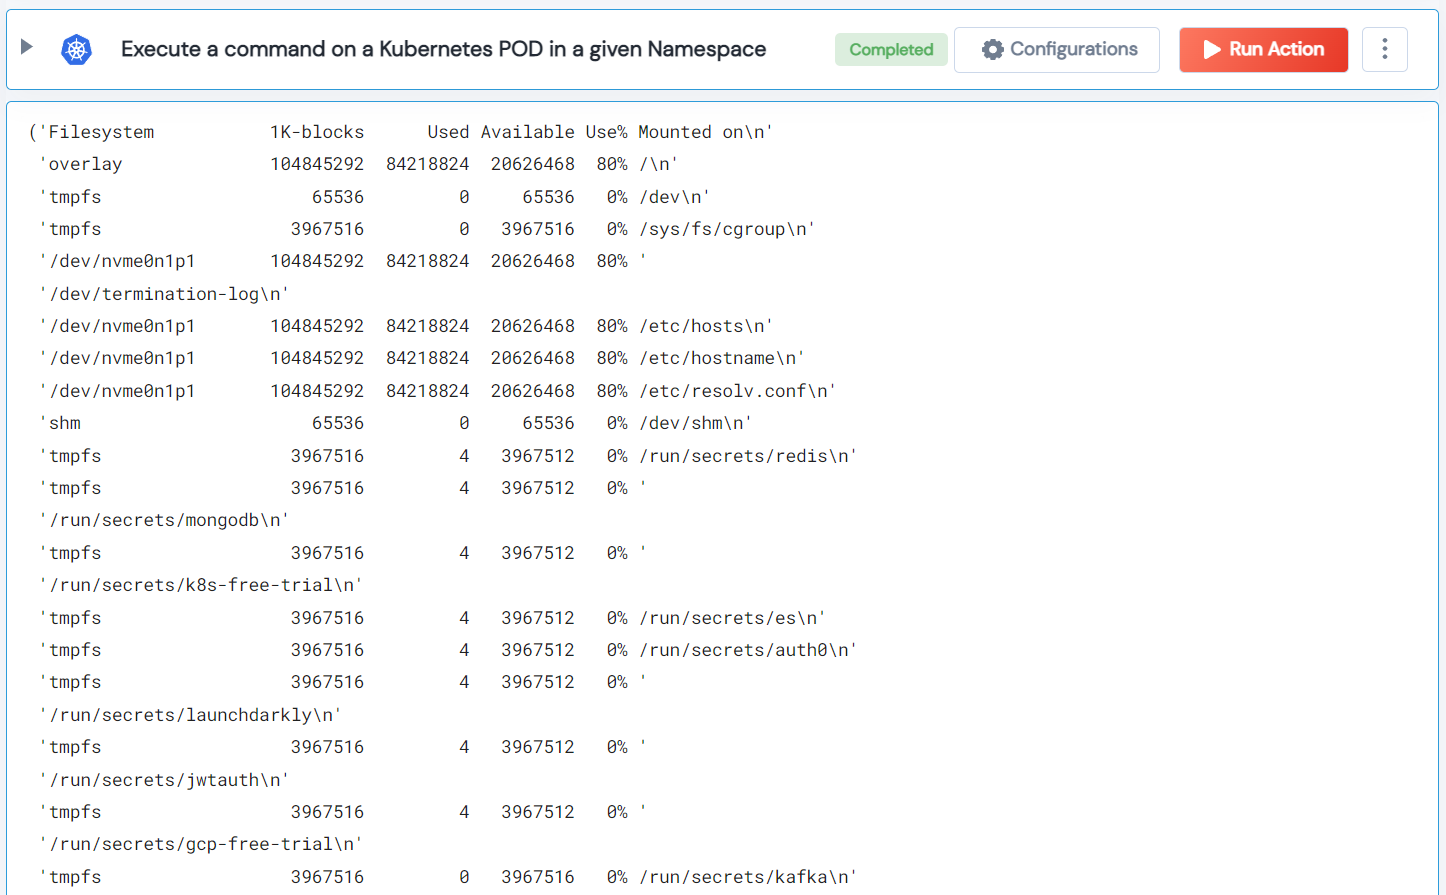 Execute a command on a Kubernetes POD in a given Namespace
Completed
Configurations
Run Action
('Filesystem           1K-blocks      Used Available Use% Mounted on\n'
 'overlay              104845292  84218824  20626468  80% /\n'
 'tmpfs                    65536         0     65536   0% /dev\n'
 'tmpfs                  3967516         0   3967516   0% /sys/fs/cgroup\n'
 '/dev/nvme0n1p1       104845292  84218824  20626468  80% '
 '/dev/termination-log\n'
 '/dev/nvme0n1p1       104845292  84218824  20626468  80% /etc/hosts\n'
 '/dev/nvme0n1p1       104845292  84218824  20626468  80% /etc/hostname\n'
 '/dev/nvme0n1p1       104845292  84218824  20626468  80% /etc/resolv.conf\n'
 'shm                      65536         0     65536   0% /dev/shm\n'
 'tmpfs                  3967516         4   3967512   0% /run/secrets/redis\n'
 'tmpfs                  3967516         4   3967512   0% '
 '/run/secrets/mongodb\n'
 'tmpfs                  3967516         4   3967512   0% '
 '/run/secrets/k8s-free-trial\n'
 'tmpfs                  3967516         4   3967512   0% /run/secrets/es\n'
 'tmpfs                  3967516         4   3967512   0% /run/secrets/auth0\n'
 'tmpfs                  3967516         4   3967512   0% '
 '/run/secrets/launchdarkly\n'
 'tmpfs                  3967516         4   3967512   0% '
 '/run/secrets/jwtauth\n'
 'tmpfs                  3967516         4   3967512   0% '
 '/run/secrets/gcp-free-trial\n'
 'tmpfs                  3967516         0   3967516   0% /run/secrets/kafka\n'